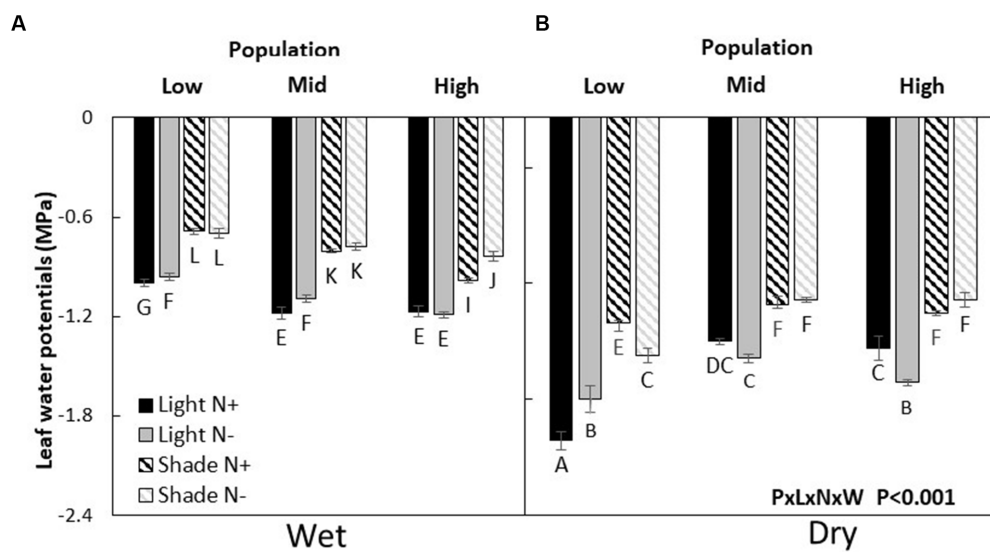 A
B
Population
Population
Low Mid High
Low Mid High
Leaf water potentials (MPa)
0
-0.6
-1.2
-1.8
-2.4
G F L L
E F K K
E E I J
A B E C
DC C F F
C B F F
Light N+
Light N-
Shade N+
Shade N-
PxLxNxW P<0.001
Wet
Dry